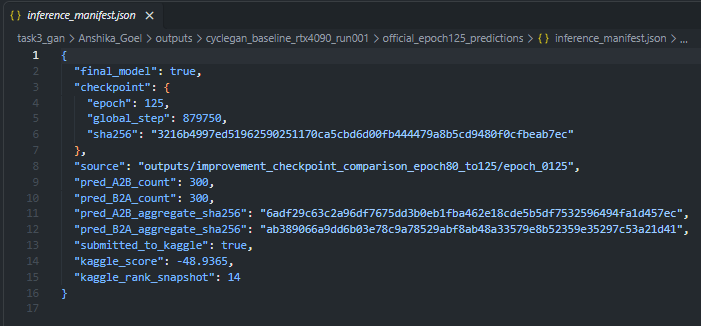 { } inference_manifest.json ×
task3_gan > Anshika_Goel > outputs > cyclegan_baseline_rtx4090_run001 > official_epoch125_predictions > { } inference_manifest.json > ...
1 {
2 "final_model": true,
3 "checkpoint": {
4 "epoch": 125,
5 "global_step": 879750,
6 "sha256": "3216b4997ed51962590251170ca5cbd6d00fb444479a8b5cd9480f0cfbeab7ec"
7 },
8 "source": "outputs/improvement_checkpoint_comparison_epoch80_to125/epoch_0125",
9 "pred_A2B_count": 300,
10 "pred_B2A_count": 300,
11 "pred_A2B_aggregate_sha256": "6adf29c63c2a96df7675dd3b0eb1fba462e18cde5b5df7532596494fa1d457ec",
12 "pred_B2A_aggregate_sha256": "ab389066a9dd6b03e78c9a78529abf8ab48a33579e8b52359e35297c53a21d41",
13 "submitted_to_kaggle": true,
14 "kaggle_score": -48.9365,
15 "kaggle_rank_snapshot": 14
16 }
17